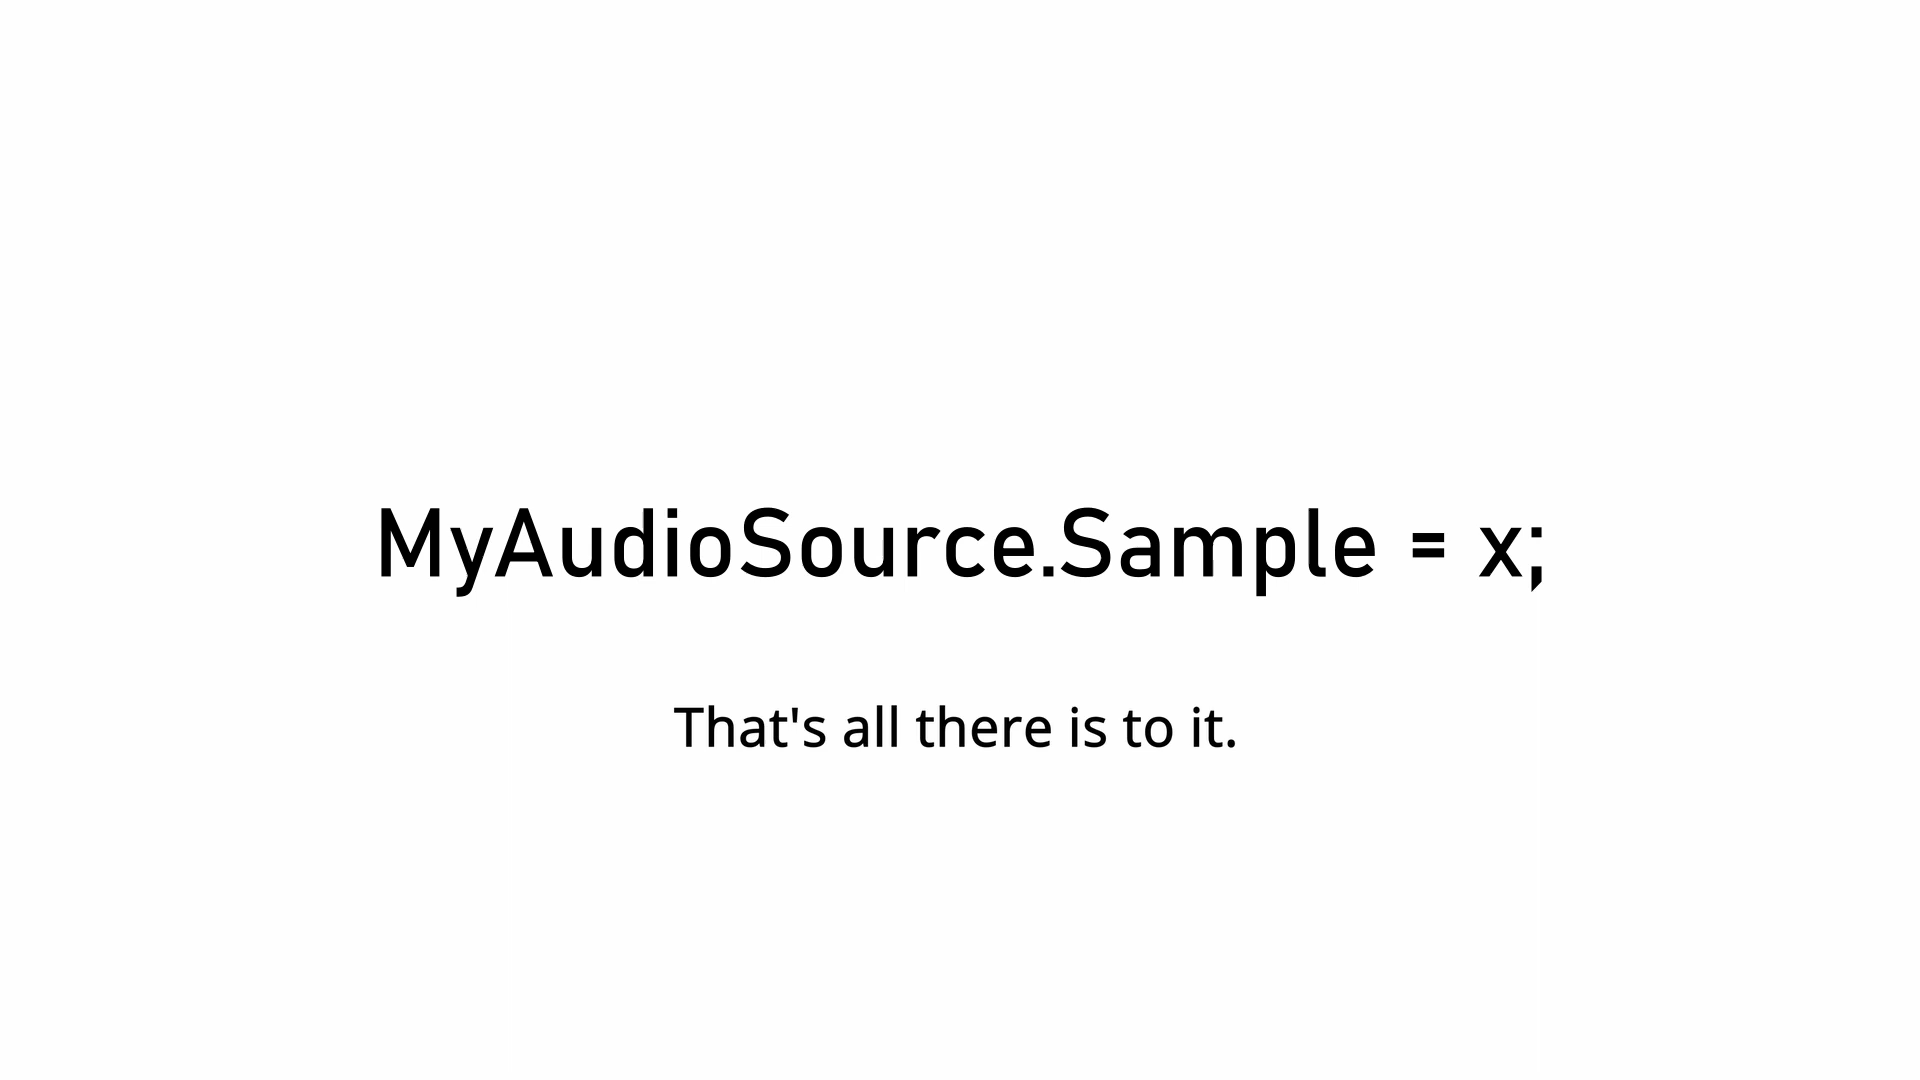 MyAudioSource.Sample = x;
That's all there is to it.